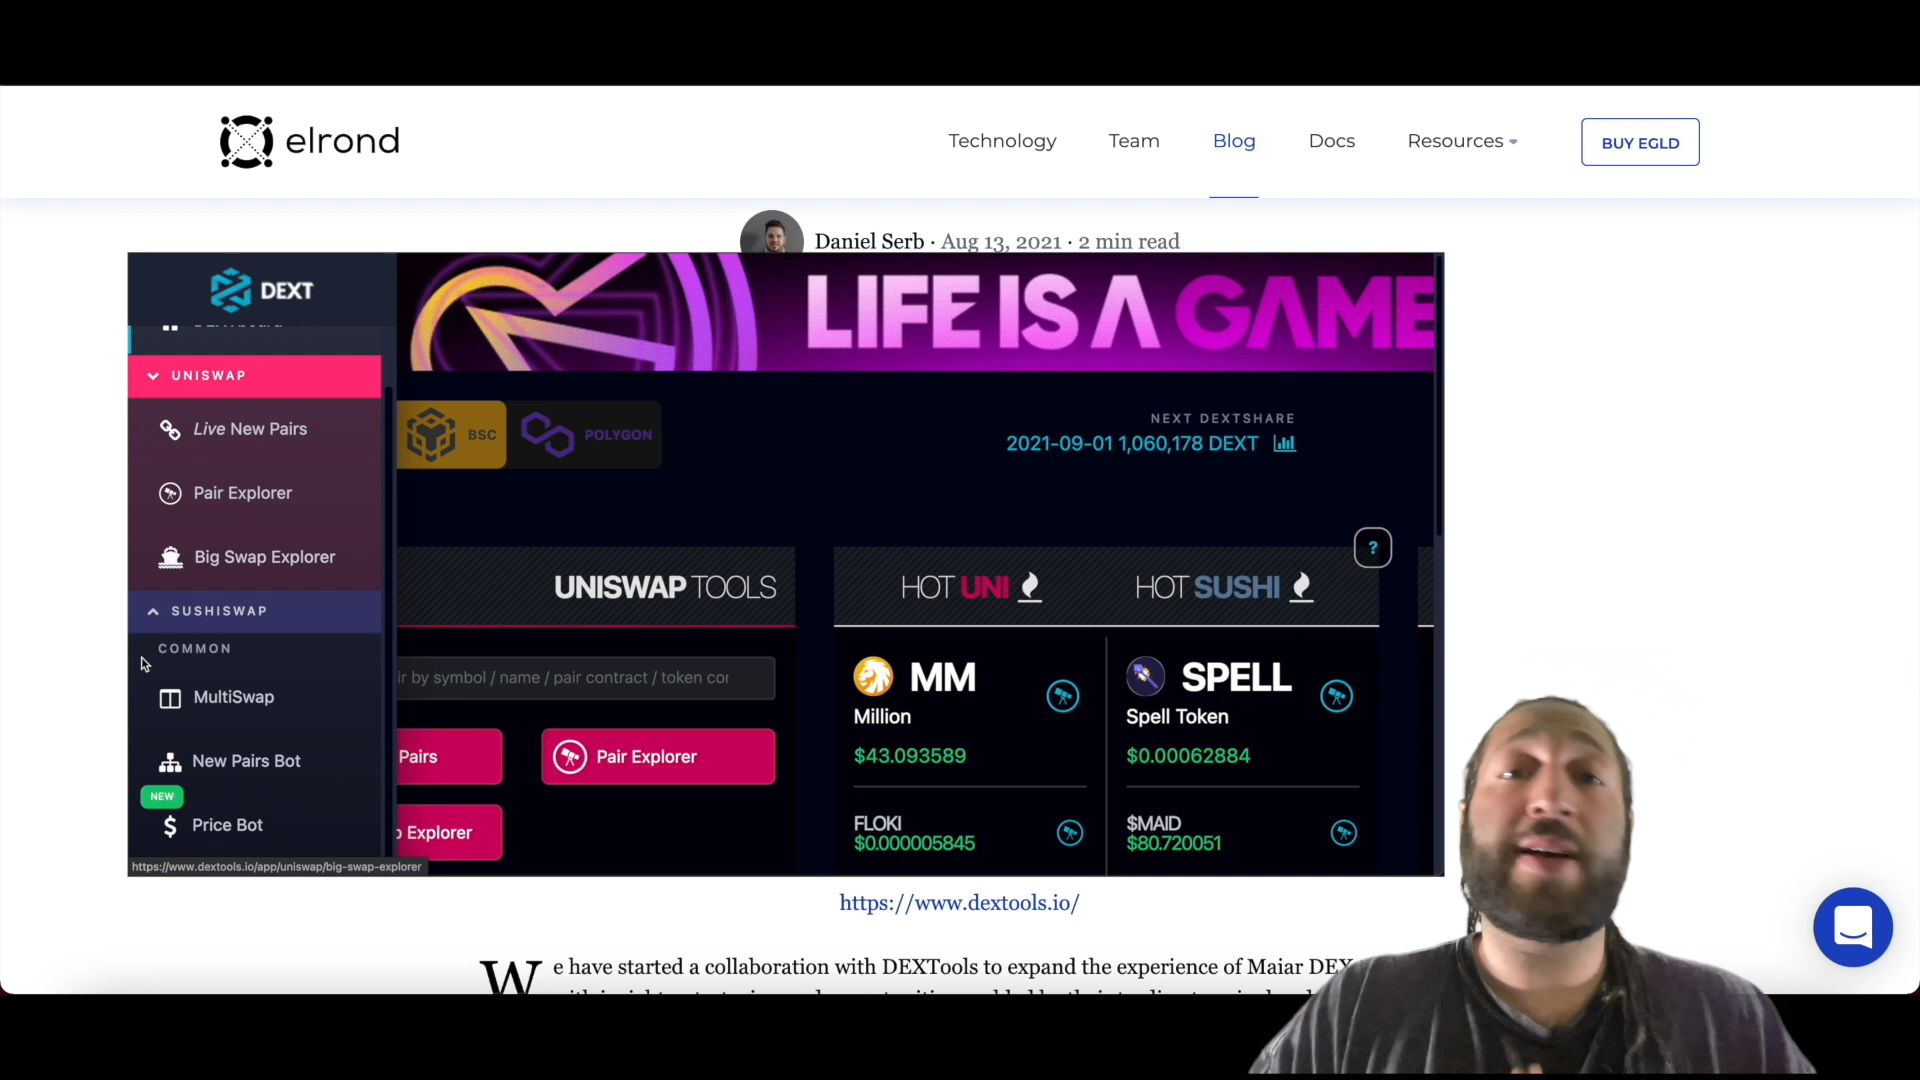 elrond
Technology
Team
Blog
Docs
Resources
BUY EGLD
Daniel Serb · Aug 13, 2021 · 2 min read
DEXT
LIFE IS A GAME
UNISWAP
Live New Pairs
Pair Explorer
Big Swap Explorer
SUSHISWAP
COMMON
MultiSwap
New Pairs Bot
NEW
Price Bot
https://www.dextools.io/app/uniswap/big-swap-explorer
BSC
POLYGON
NEXT DEXTSHARE
2021-09-01 1,060,178 DEXT
?
UNISWAP TOOLS
by symbol / name / pair contract / token
Pairs
Pair Explorer
Explorer
HOT UNI
HOT SUSHI
MM
Million
$43.093589
FLOKI
$0.000005845
SPELL
Spell Token
$0.00062884
$MAID
$80.720051
https://www.dextools.io/
We have started a collaboration with DEXTools to expand the experience of Maiar DEX